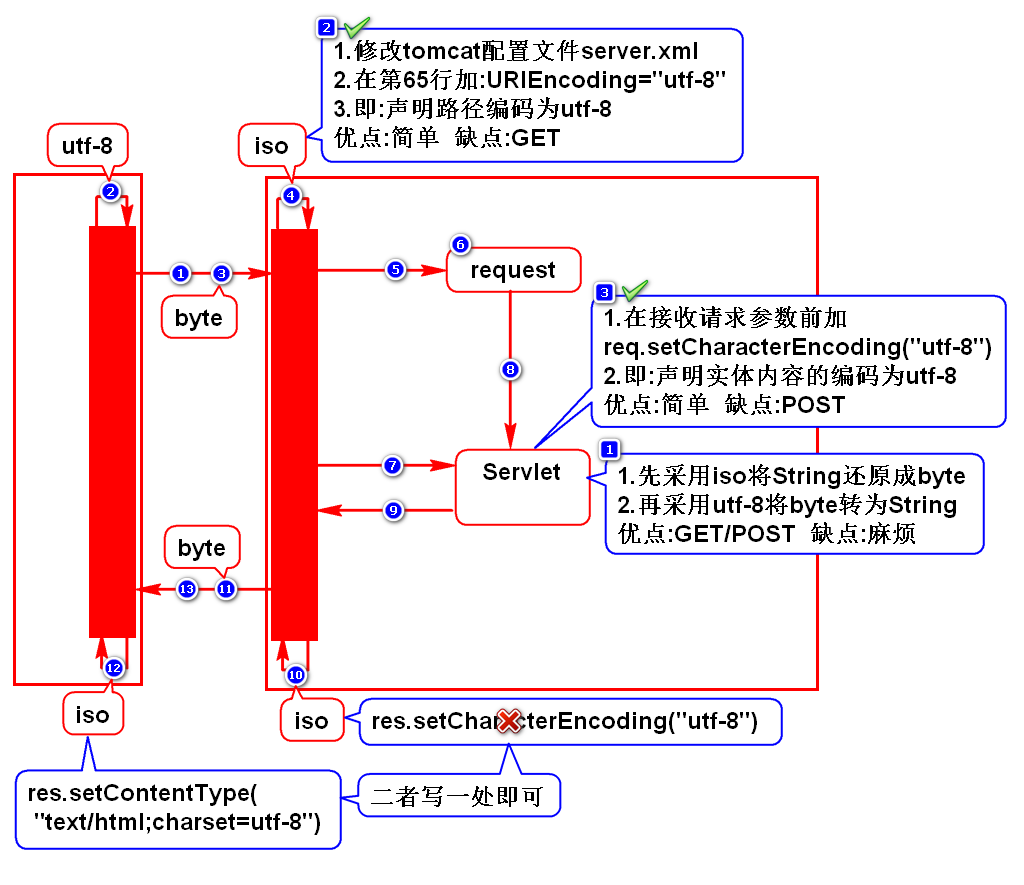 2
1.修改tomcat配置文件server.xml
2.在第65行加:URIEncoding="utf-8"
3.即:声明路径编码为utf-8
优点:简单 缺点:GET
utf-8
iso
2
4
1
3
byte
5
6
request
8
3
1.在接收请求参数前加
req.setCharacterEncoding("utf-8")
2.即:声明实体内容的编码为utf-8
优点:简单 缺点:POST
7
9
Servlet
1
1.先采用iso将String还原成byte
2.再采用utf-8将byte转为String
优点:GET/POST 缺点:麻烦
byte
13
11
12
10
iso
iso
res.setCharacterEncoding("utf-8")
res.setContentType(
"text/html;charset=utf-8")
二者写一处即可